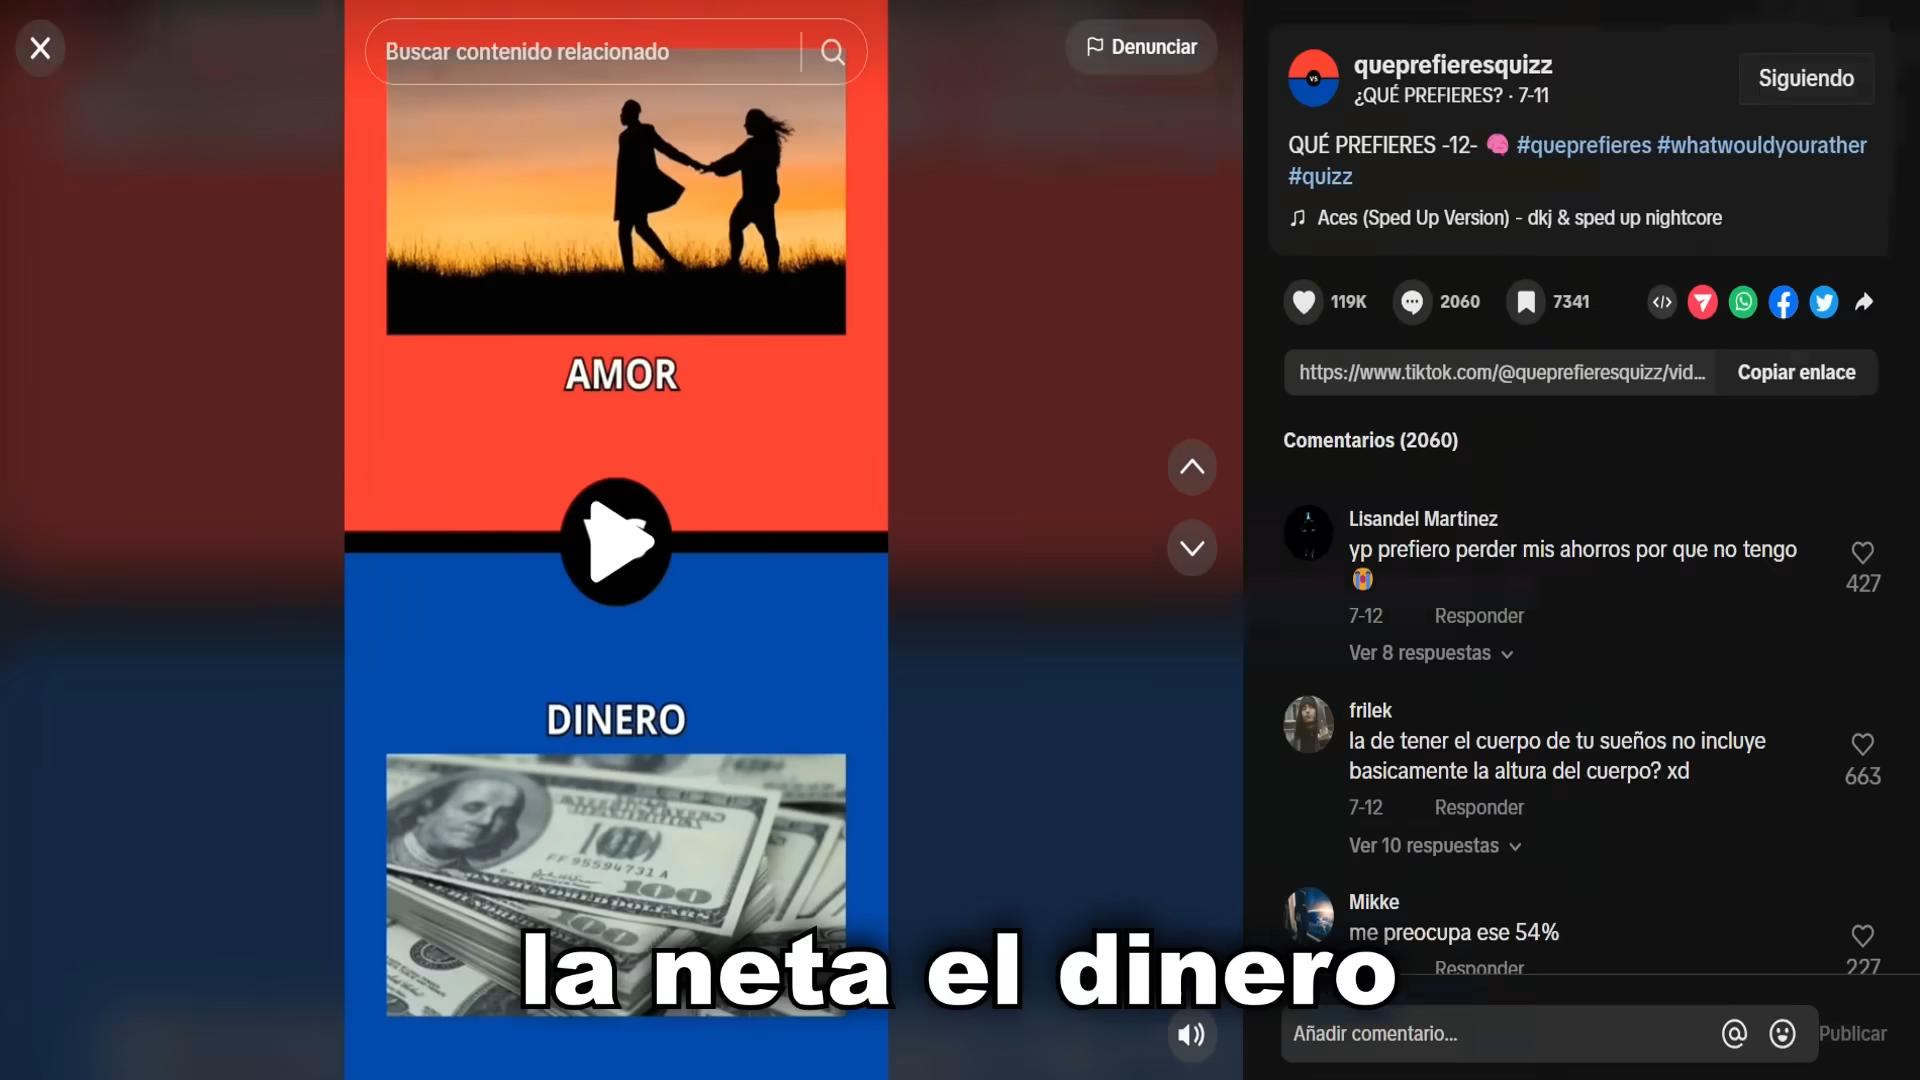 Buscar contenido relacionado
Denunciar
AMOR
DINERO
FF 95594731 A
100
100
la neta el dinero
VS
queprefieresquizz
¿QUÉ PREFIERES? · 7-11
Siguiendo
QUÉ PREFIERES -12- 🧠 #queprefieres #whatwouldyourather
#quizz
Aces (Sped Up Version) - dkj & sped up nightcore
119K
2060
7341
https://www.tiktok.com/@queprefieresquizz/vid...
Copiar enlace
Comentarios (2060)
Lisandel Martinez
yp prefiero perder mis ahorros por que no tengo
😭
427
7-12 Responder
Ver 8 respuestas
frilek
la de tener el cuerpo de tu sueños no incluye
basicamente la altura del cuerpo? xd
663
7-12 Responder
Ver 10 respuestas
Mikke
me preocupa ese 54%
227
Responder
Añadir comentario...
Publicar